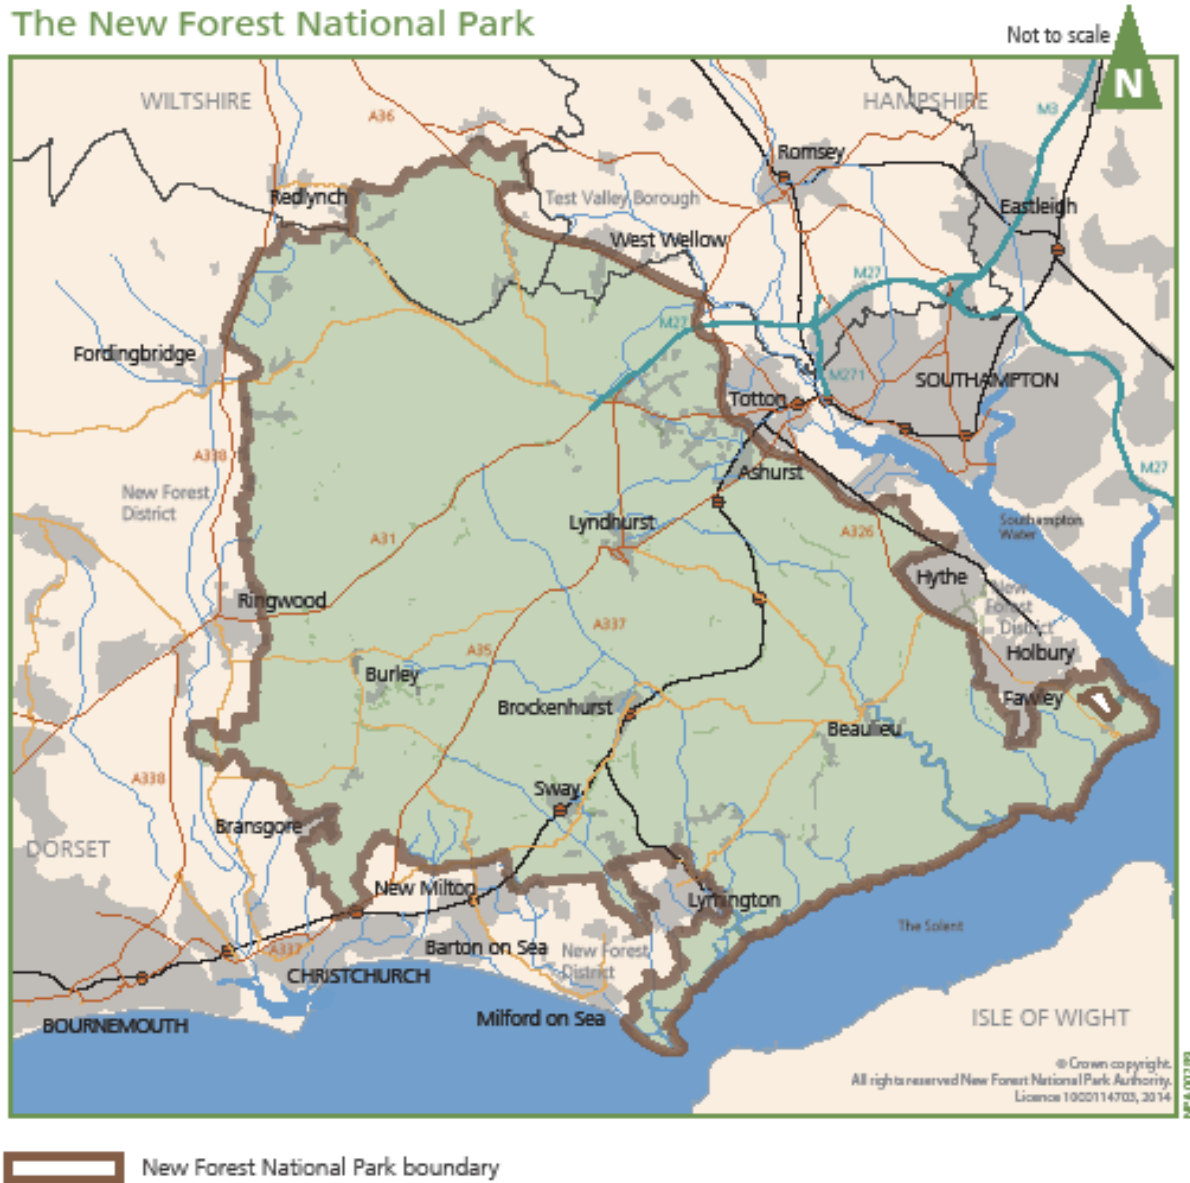 The New Forest National Park
Not to scale
N
WILTSHIRE
HAMPSHIRE
M3
A36
Romsey
Redlynch
Test Valley Borough
Eastleigh
West Wellow
M27
M27
Fordingbridge
M271
SOUTHAMPTON
Totton
A338
Ashurst
M27
New Forest
District
Lyndhurst
Southampton
Water
A31
A326
Hythe
New
Forest
District
Ringwood
A337
A35
Holbury
Burley
Fawley
Brockenhurst
Beaulieu
A338
Sway
Bransgore
DORSET
New Milton
Lymington
The Solent
A337
Barton on Sea
New Forest
District
CHRISTCHURCH
BOURNEMOUTH
Milford on Sea
ISLE OF WIGHT
© Crown copyright.
All rights reserved New Forest National Park Authority.
Licence 1000114703, 2014
New Forest National Park boundary